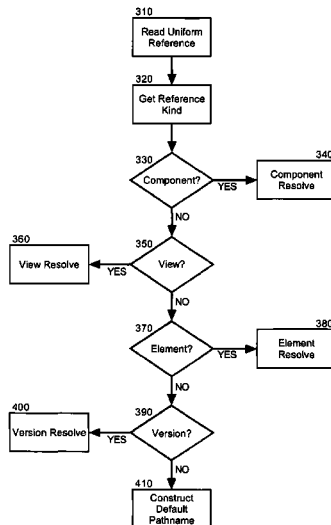 310
Read Uniform
Reference
320
Get Reference
Kind
330
Component?
YES
340
Component
Resolve
NO
350
View?
YES
360
View Resolve
NO
370
Element?
YES
380
Element
Resolve
NO
390
Version?
YES
400
Version Resolve
NO
410
Construct
Default
Pathname